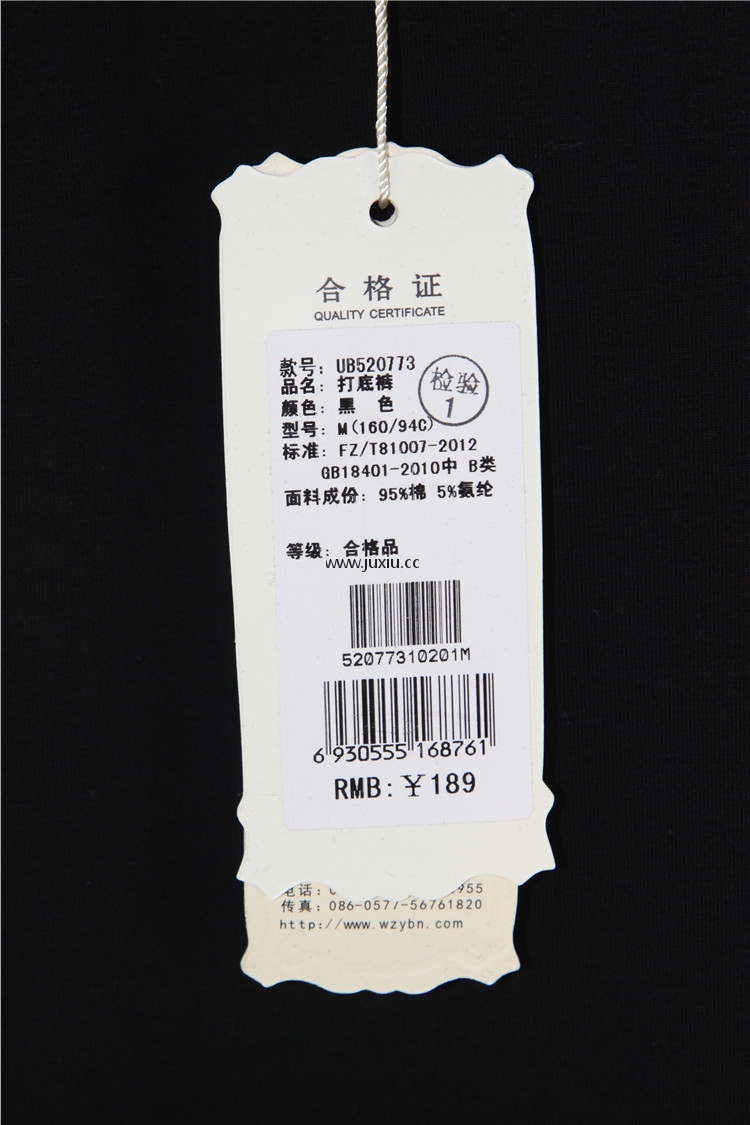 合格证
QUALITY CERTIFICATE
款号: UB520773
品名: 打底裤
检验
1
颜色: 黑 色
型号: M(160/94C)
标准: FZ/T81007-2012
GB18401-2010中 B类
面料成份: 95%棉 5%氨纶
等级: 合格品
www.juxiu.cc
52077310201M
6 930555 168761
RMB:¥189
电话: 955
传真: 086-0577-56761820
http://www.wzybn.com